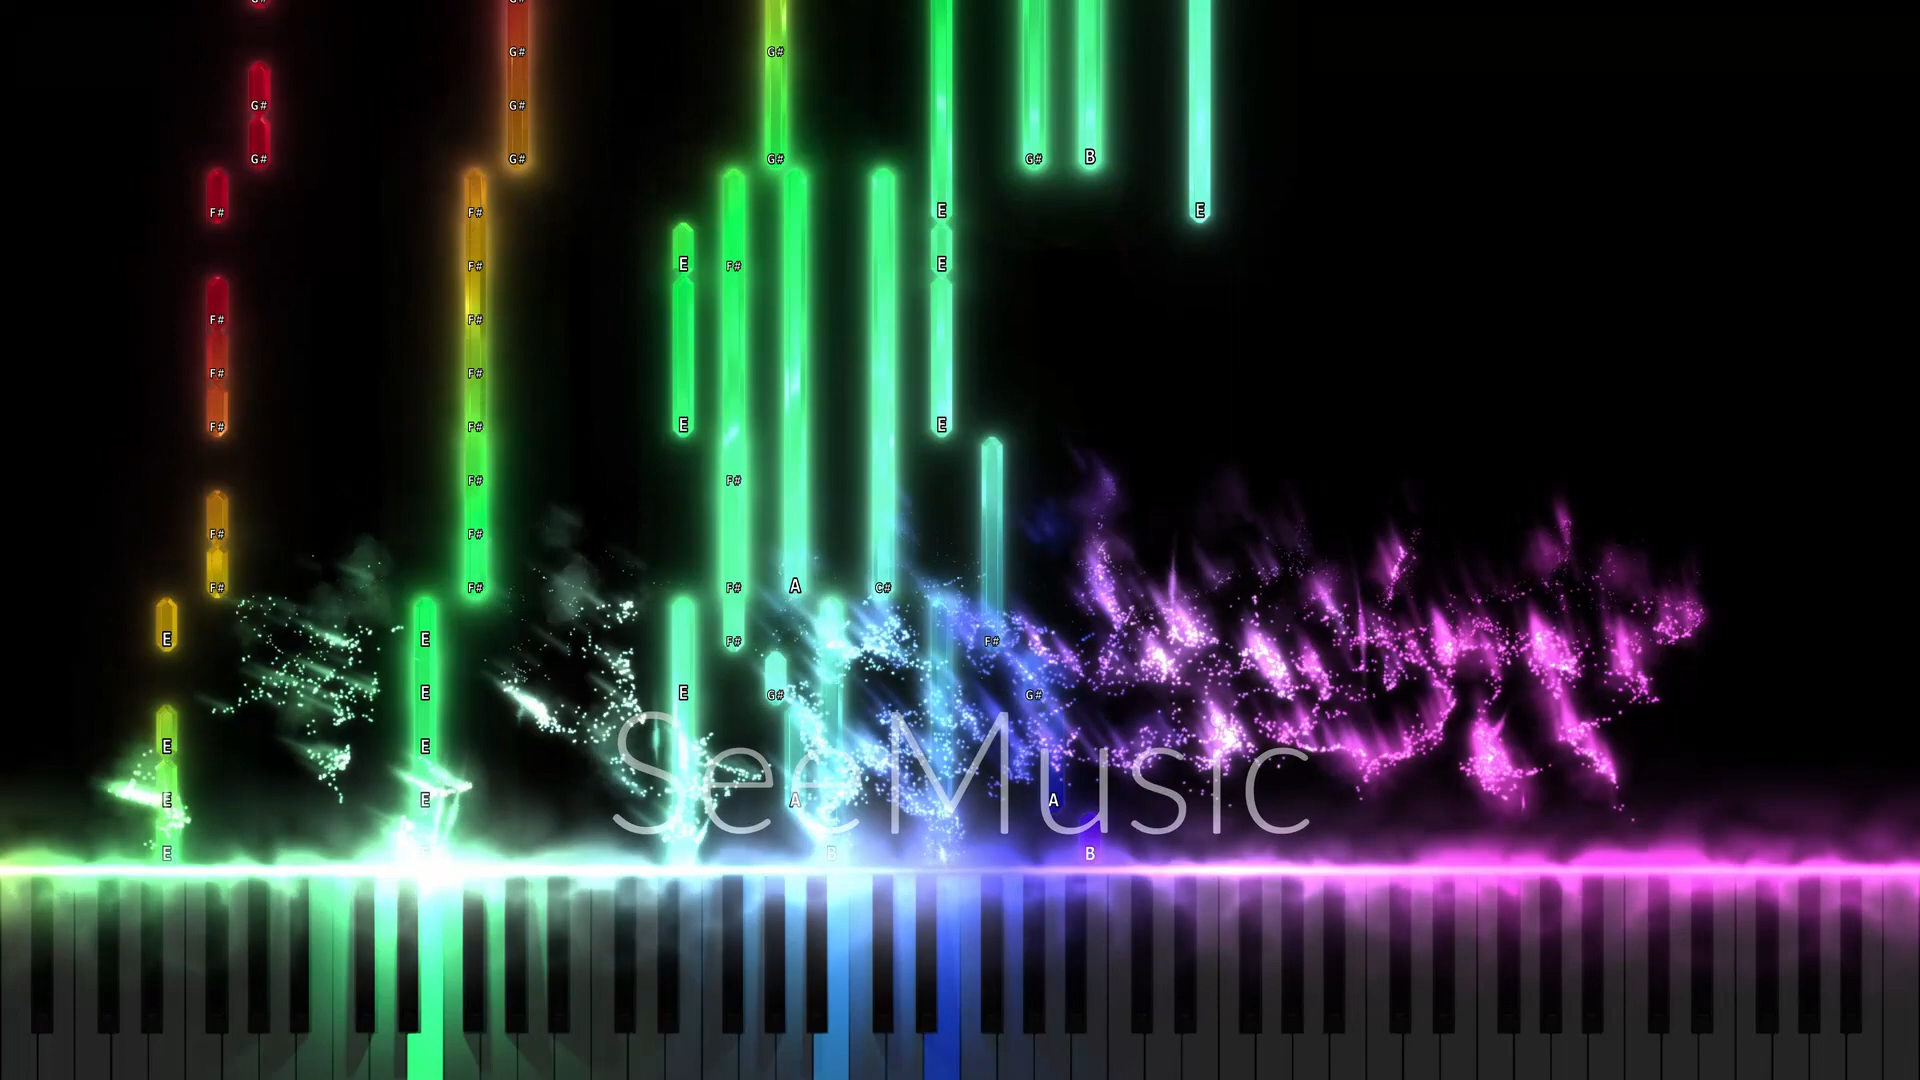 G# G#
G# G#
G# G#
G# G# G# G# B
F# F# E E
E F# E
F# F#
F# F#
F# F# E E
F# F#
F# F#
F# F# F# A C#
E E F# F#
E E G# G#
E E
SeeMusic
E E A A
E B B